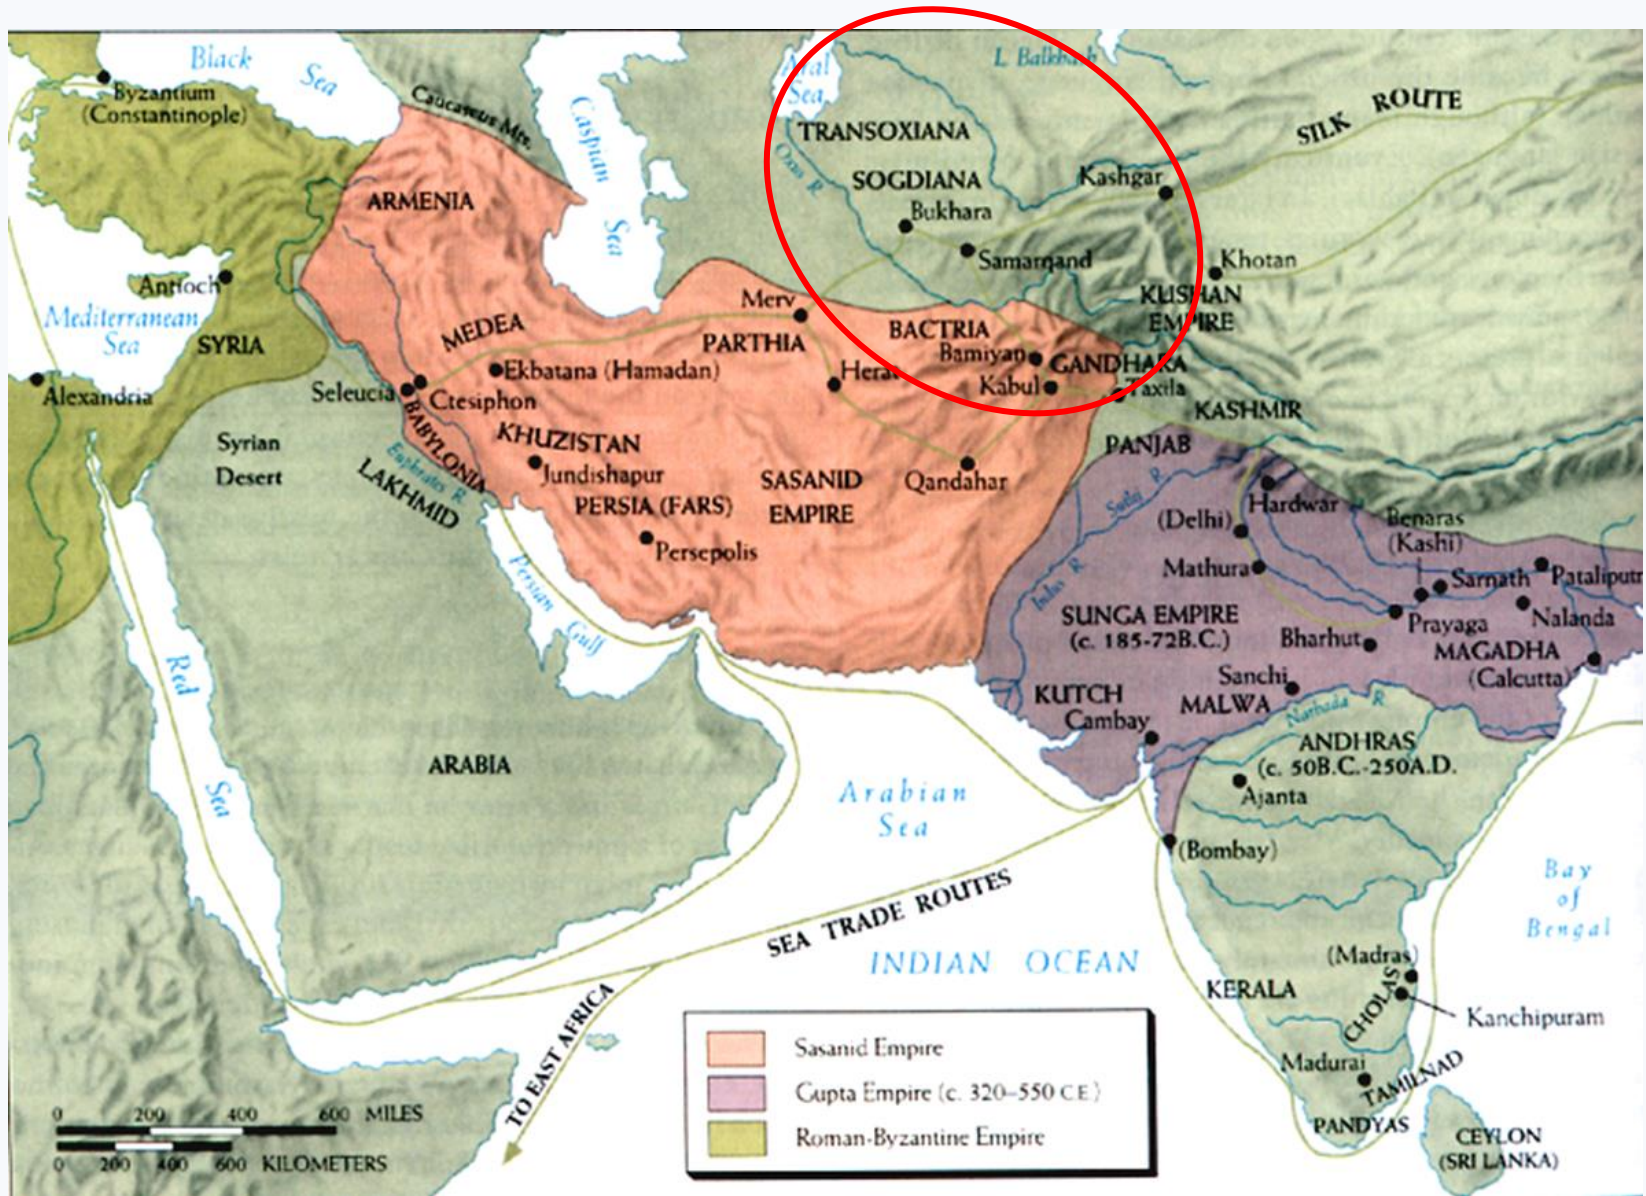 Black
Sea
Byzantium
(Constantinople)
Caucasus Mts.
Caspian
Sea
Aral
Sea
L. Balkhash
TRANSOXIANA
Oxus R.
SOGDIANA
Bukhara
Samarqand
Kashgar
SILK ROUTE
Khotan
KUSHAN
EMPIRE
ARMENIA
Antioch
Mediterranean
Sea
SYRIA
Alexandria
MEDEA
Merv
PARTHIA
BACTRIA
Bamiyan
GANDHARA
Kabul
Taxila
KASHMIR
Ekbatana (Hamadan)
Herat
Seleucia
Ctesiphon
BABYLONIA
Euphrates R.
LAKHMID
Syrian
Desert
KHUZISTAN
Jundishapur
PERSIA (FARS)
Persepolis
SASANID
EMPIRE
Qandahar
PANJAB
Sutlej R.
Indus R.
Hardwar
(Delhi)
Mathura
Benaras
(Kashi)
Sarnath
Pataliputr
Nalanda
Prayaga
SUNGA EMPIRE
(c. 185-72B.C.)
Bharhut
MAGADHA
(Calcutta)
Sanchi
MALWA
KUTCH
Cambay
Narbada R.
ANDHRAS
(c. 50B.C.-250A.D.
Ajanta
(Bombay)
Persian
Gulf
Red
Sea
ARABIA
Arabian
Sea
SEA TRADE ROUTES
INDIAN OCEAN
TO EAST AFRICA
Bay
of
Bengal
(Madras)
CHOLAS
Kanchipuram
KERALA
Madurai
TAMILNAD
PANDYAS
CEYLON
(SRI LANKA)
Sasanid Empire
Gupta Empire (c. 320–550 C.E.)
Roman-Byzantine Empire
0 200 400 600 MILES
0 200 400 600 KILOMETERS